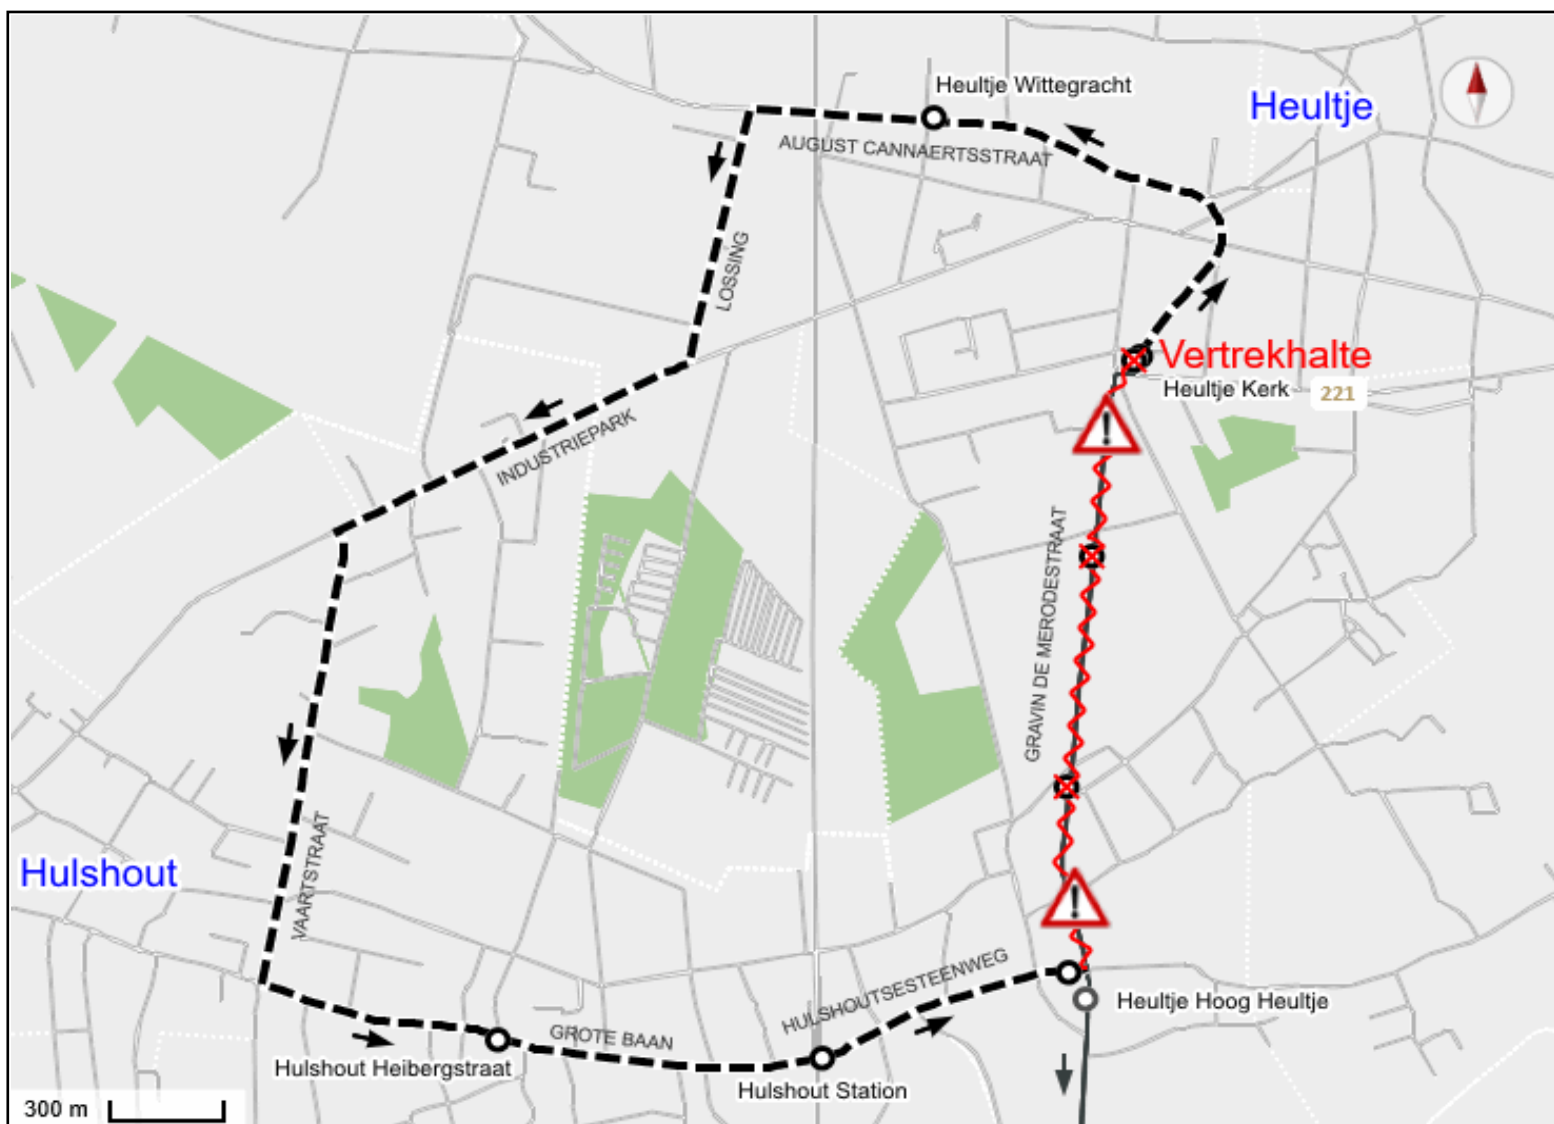 Heultje Wittegracht
Heultje
AUGUST CANNAERTSSTRAAT
LOSSING
Vertrekhalte
Heultje Kerk
221
INDUSTRIEPARK
GRAVIN DE MERODESTRAAT
Hulshout
VAARTSTRAAT
HULSHOUTSESTEENWEG
Heultje Hoog Heultje
GROTE BAAN
Hulshout Heibergstraat
Hulshout Station
300 m